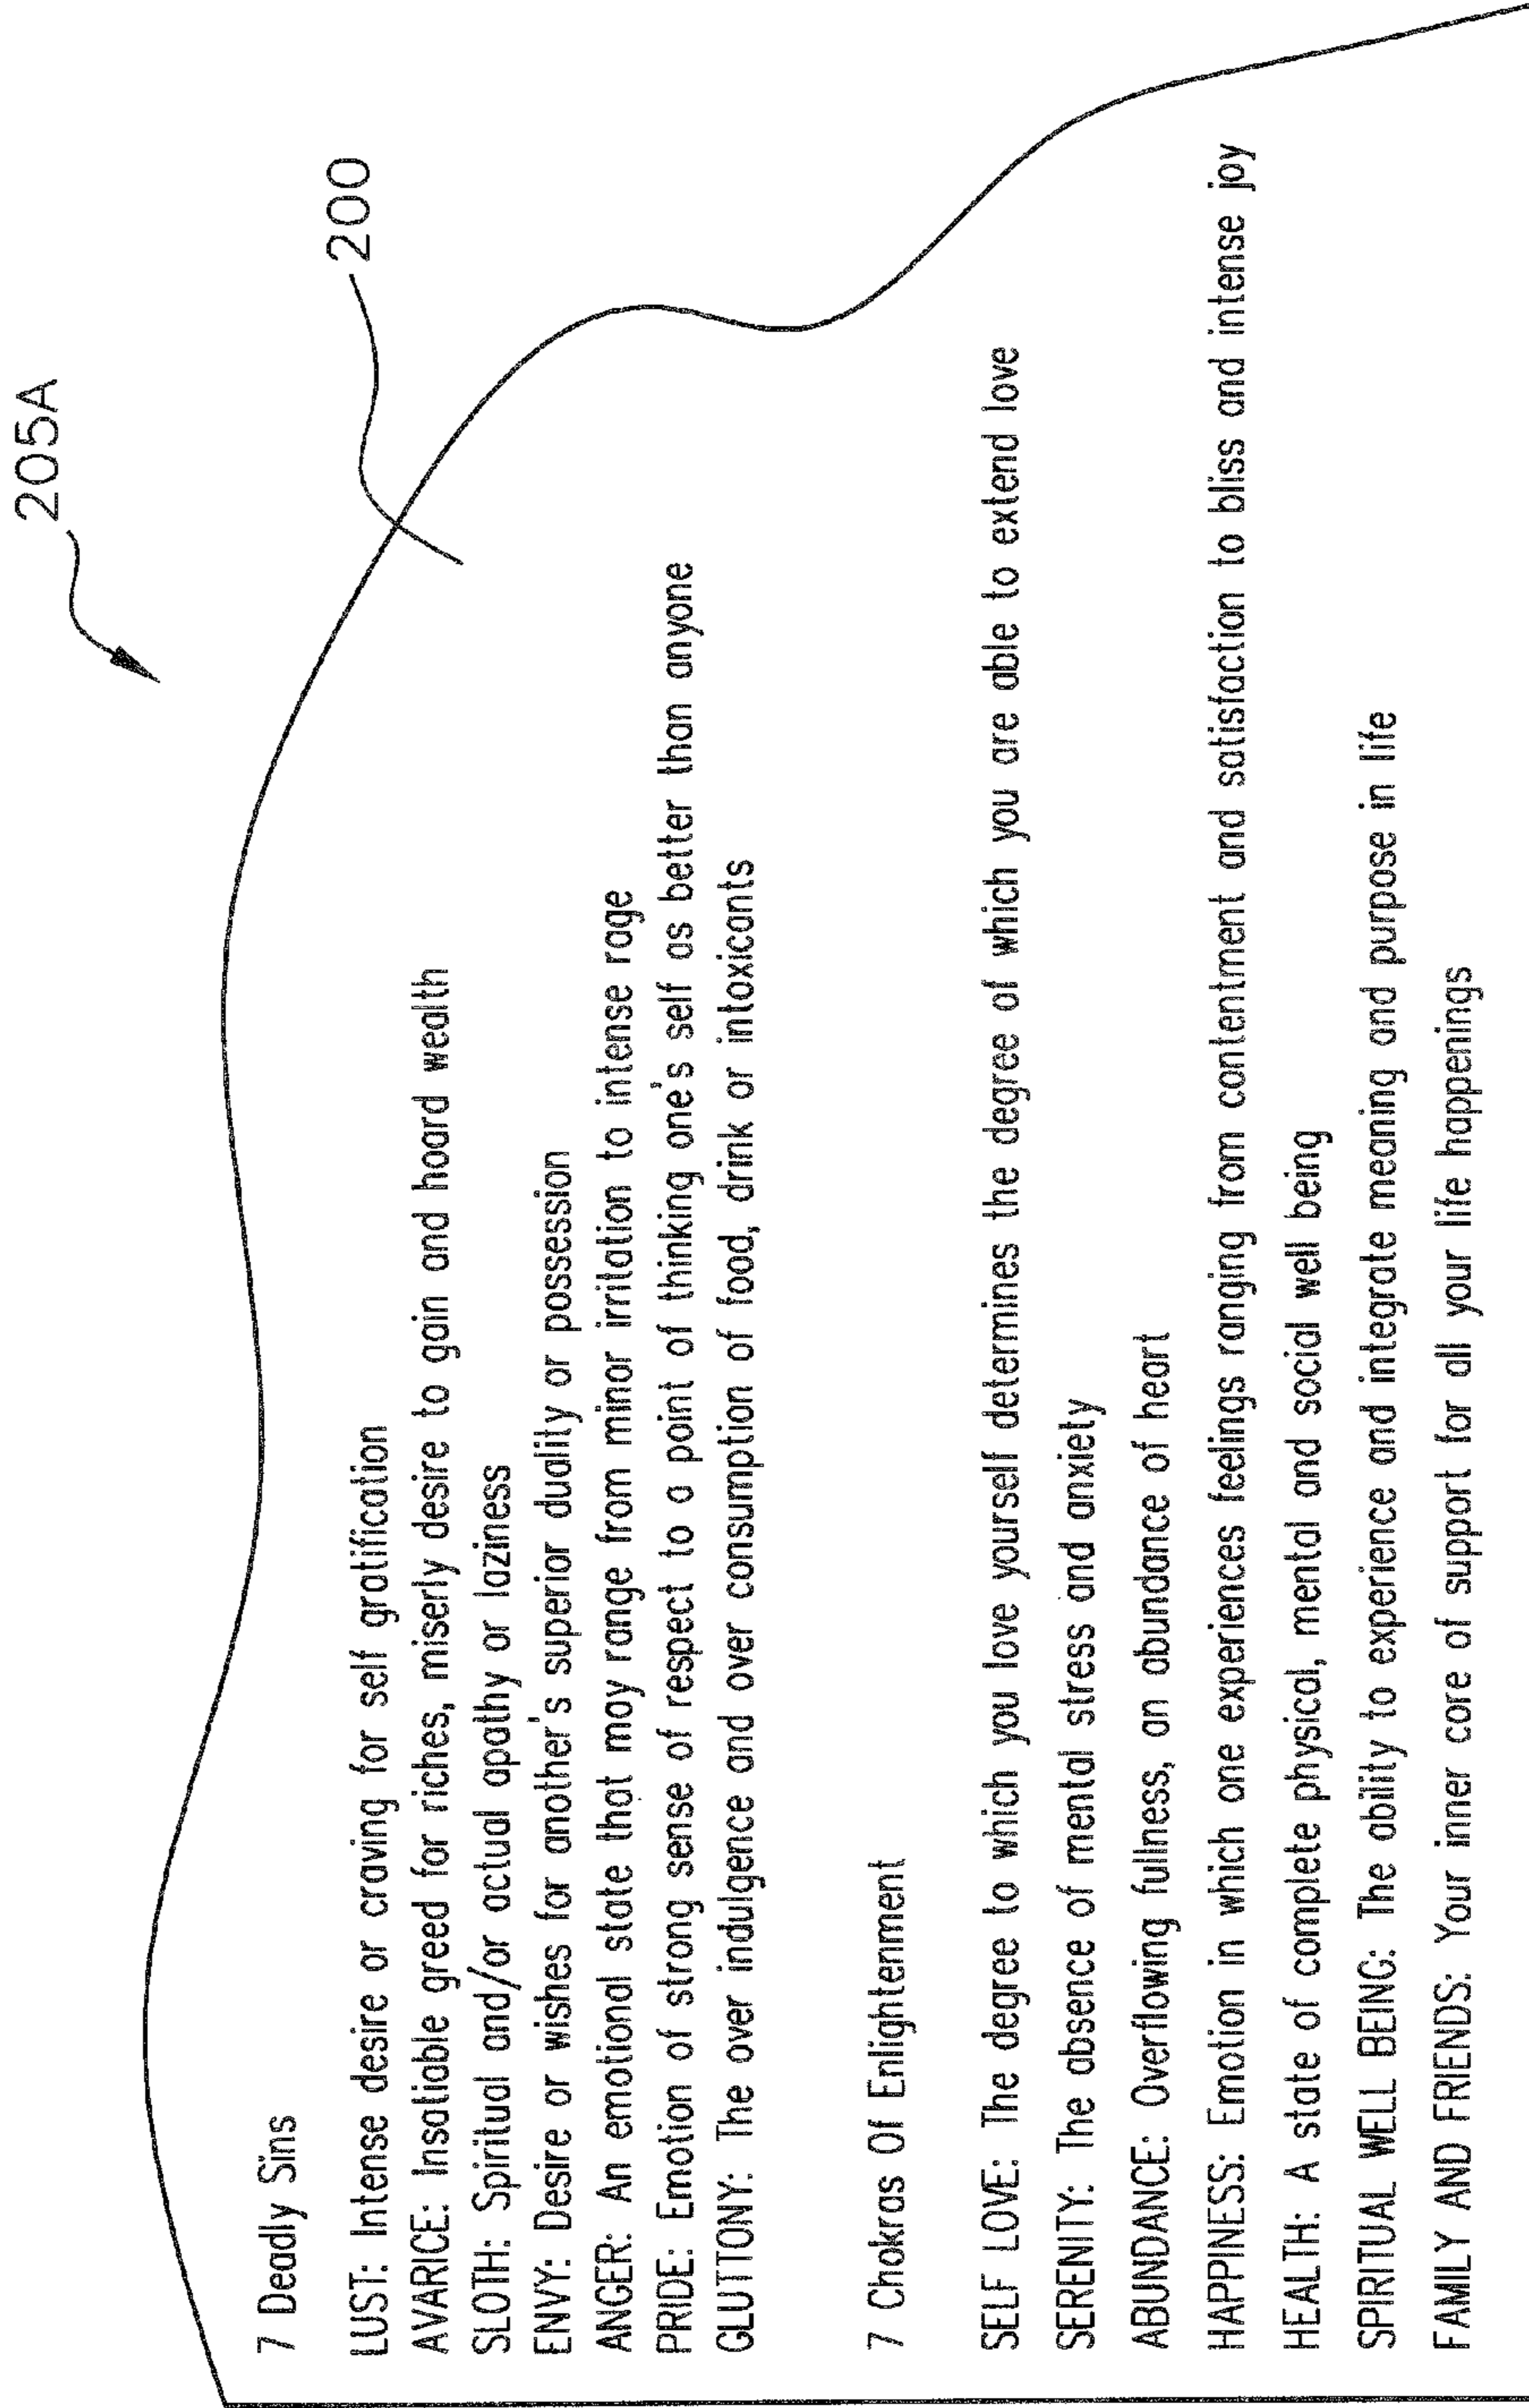 205A
200
7 Deadly Sins
LUST: Intense desire or craving for self gratification
AVARICE: Insatiable greed for riches, miserly desire to gain and hoard wealth
SLOTH: Spiritual and/or actual apathy or laziness
ENVY: Desire or wishes for another's superior duality or possession
ANGER: An emotional state that may range from minor irritation to intense rage
PRIDE: Emotion of strong sense of respect to a point of thinking one's self as better than anyone
GLUTTONY: The over indulgence and over consumption of food, drink or intoxicants
7 Chokras Of Enlightenment
SELF LOVE: The degree to which you love yourself determines the degree of which you are able to extend love
SERENITY: The absence of mental stress and anxiety
ABUNDANCE: Overflowing fullness, an abundance of heart
HAPPINESS: Emotion in which one experiences feelings ranging from contentment and satisfaction to bliss and intense joy
HEALTH: A state of complete physical, mental and social well being
SPIRITUAL WELL BEING: The ability to experience and integrate meaning and purpose in life
FAMILY AND FRIENDS: Your inner core of support for all your life happenings